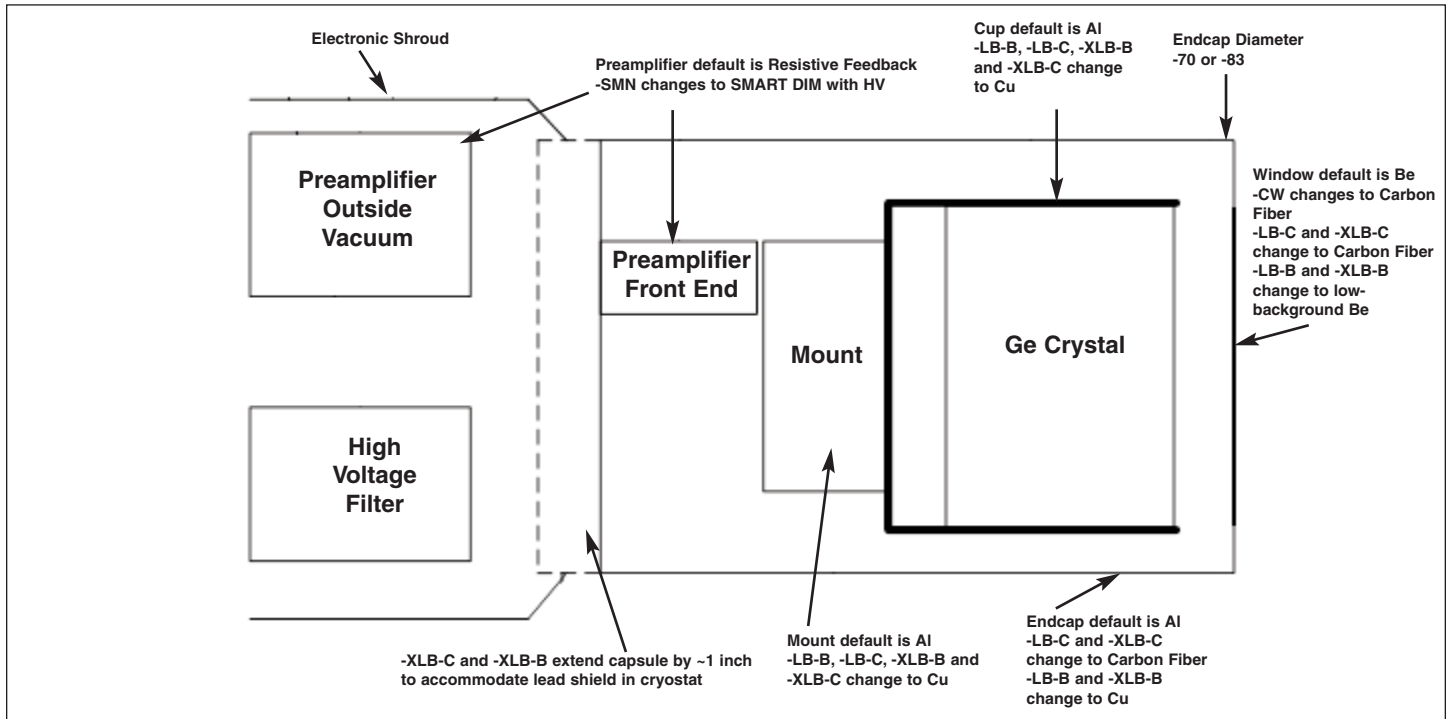 Electronic Shroud
Preamplifier default is Resistive Feedback
-SMN changes to SMART DIM with HV
Cup default is Al
-LB-B, -LB-C, -XLB-B
and -XLB-C change
to Cu
Endcap Diameter
-70 or -83
Preamplifier
Outside
Vacuum
Preamplifier
Front End
Mount
Ge Crystal
Window default is Be
-CW changes to Carbon
Fiber
-LB-C and -XLB-C
change to Carbon Fiber
-LB-B and -XLB-B
change to low-
background Be
High
Voltage
Filter
-XLB-C and -XLB-B extend capsule by ~1 inch
to accommodate lead shield in cryostat
Mount default is Al
-LB-B, -LB-C, -XLB-B and
-XLB-C change to Cu
Endcap default is Al
-LB-C and -XLB-C
change to Carbon Fiber
-LB-B and -XLB-B
change to Cu